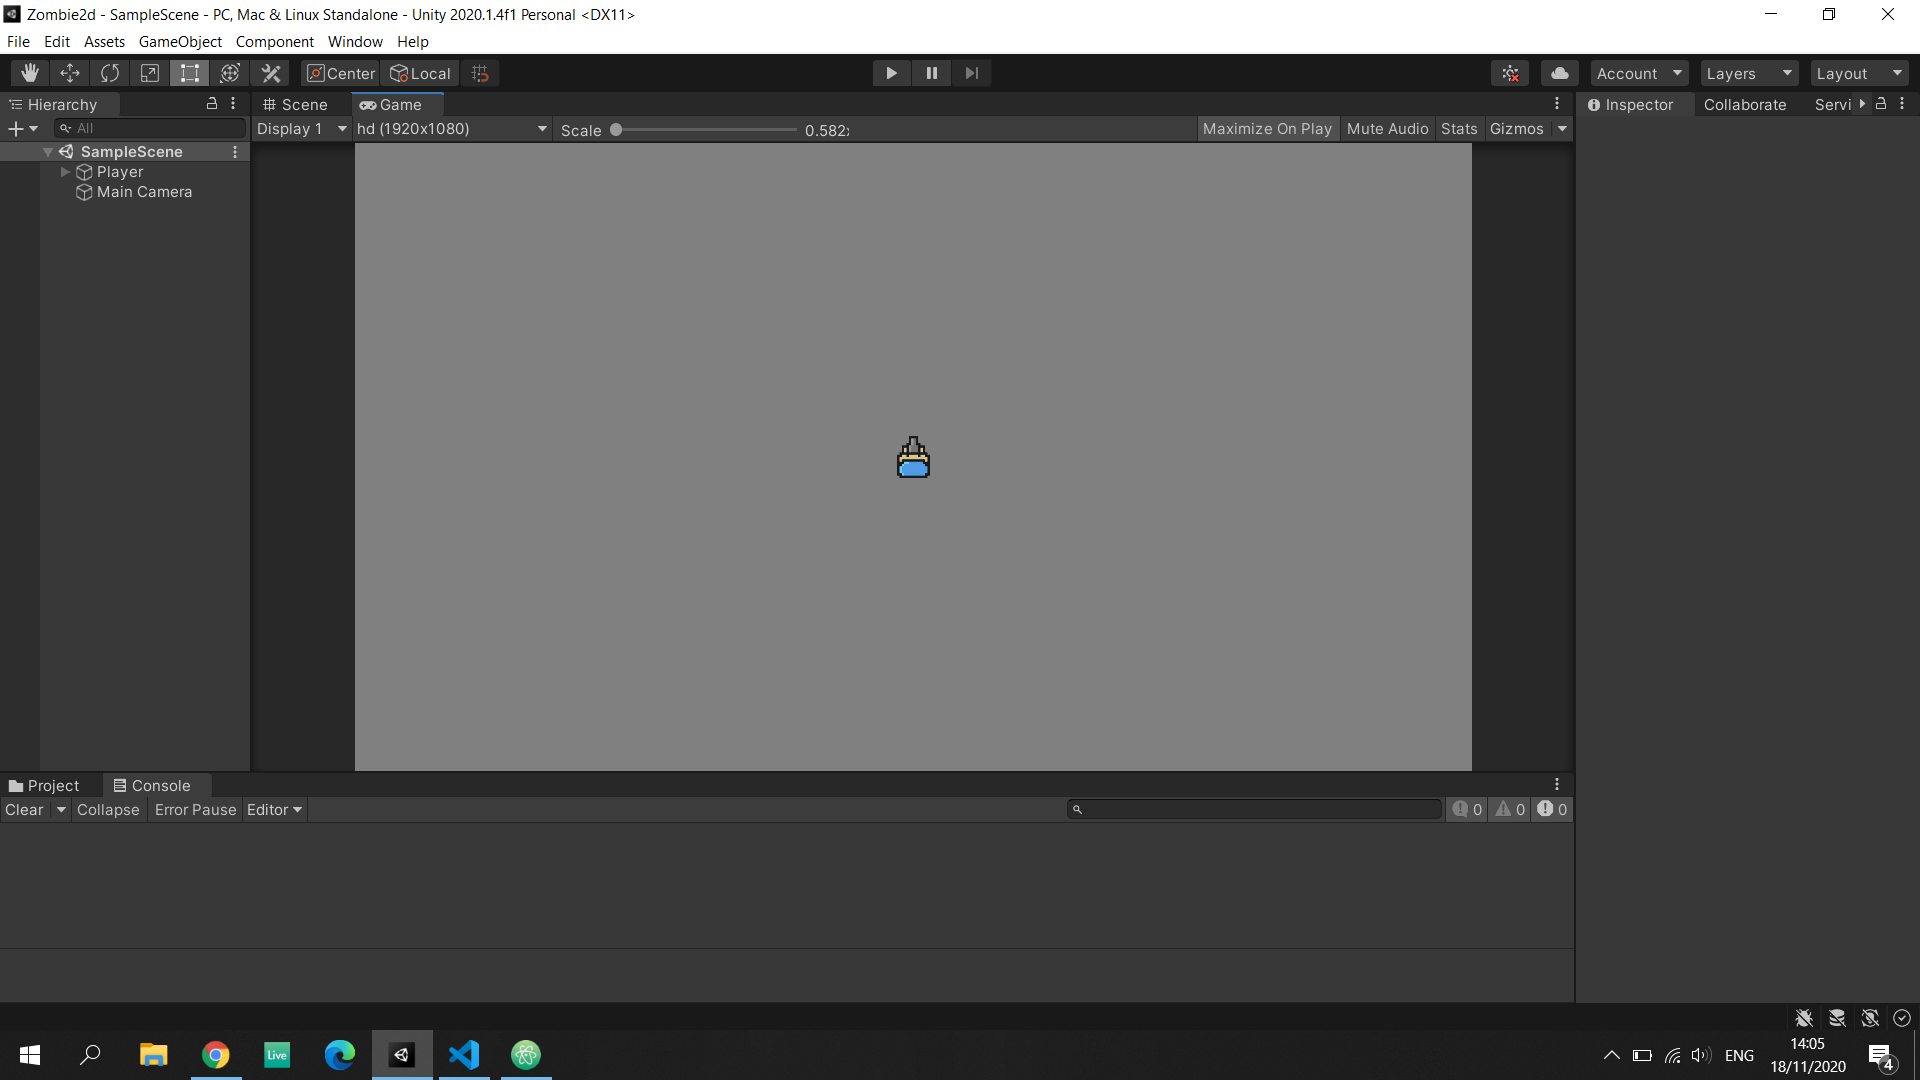 Zombie2d - SampleScene - PC, Mac & Linux Standalone - Unity 2020.1.4f1 Personal <DX11>
File Edit Assets GameObject Component Window Help
Center Local Account Layers Layout
Hierarchy Scene Game Inspector Collaborate Servi
All Display 1 hd (1920x1080) Scale 0.582x Maximize On Play Mute Audio Stats Gizmos
SampleScene
Player
Main Camera
Project Console
Clear Collapse Error Pause Editor 0 0 0
Live
ENG
14:05
18/11/2020
4